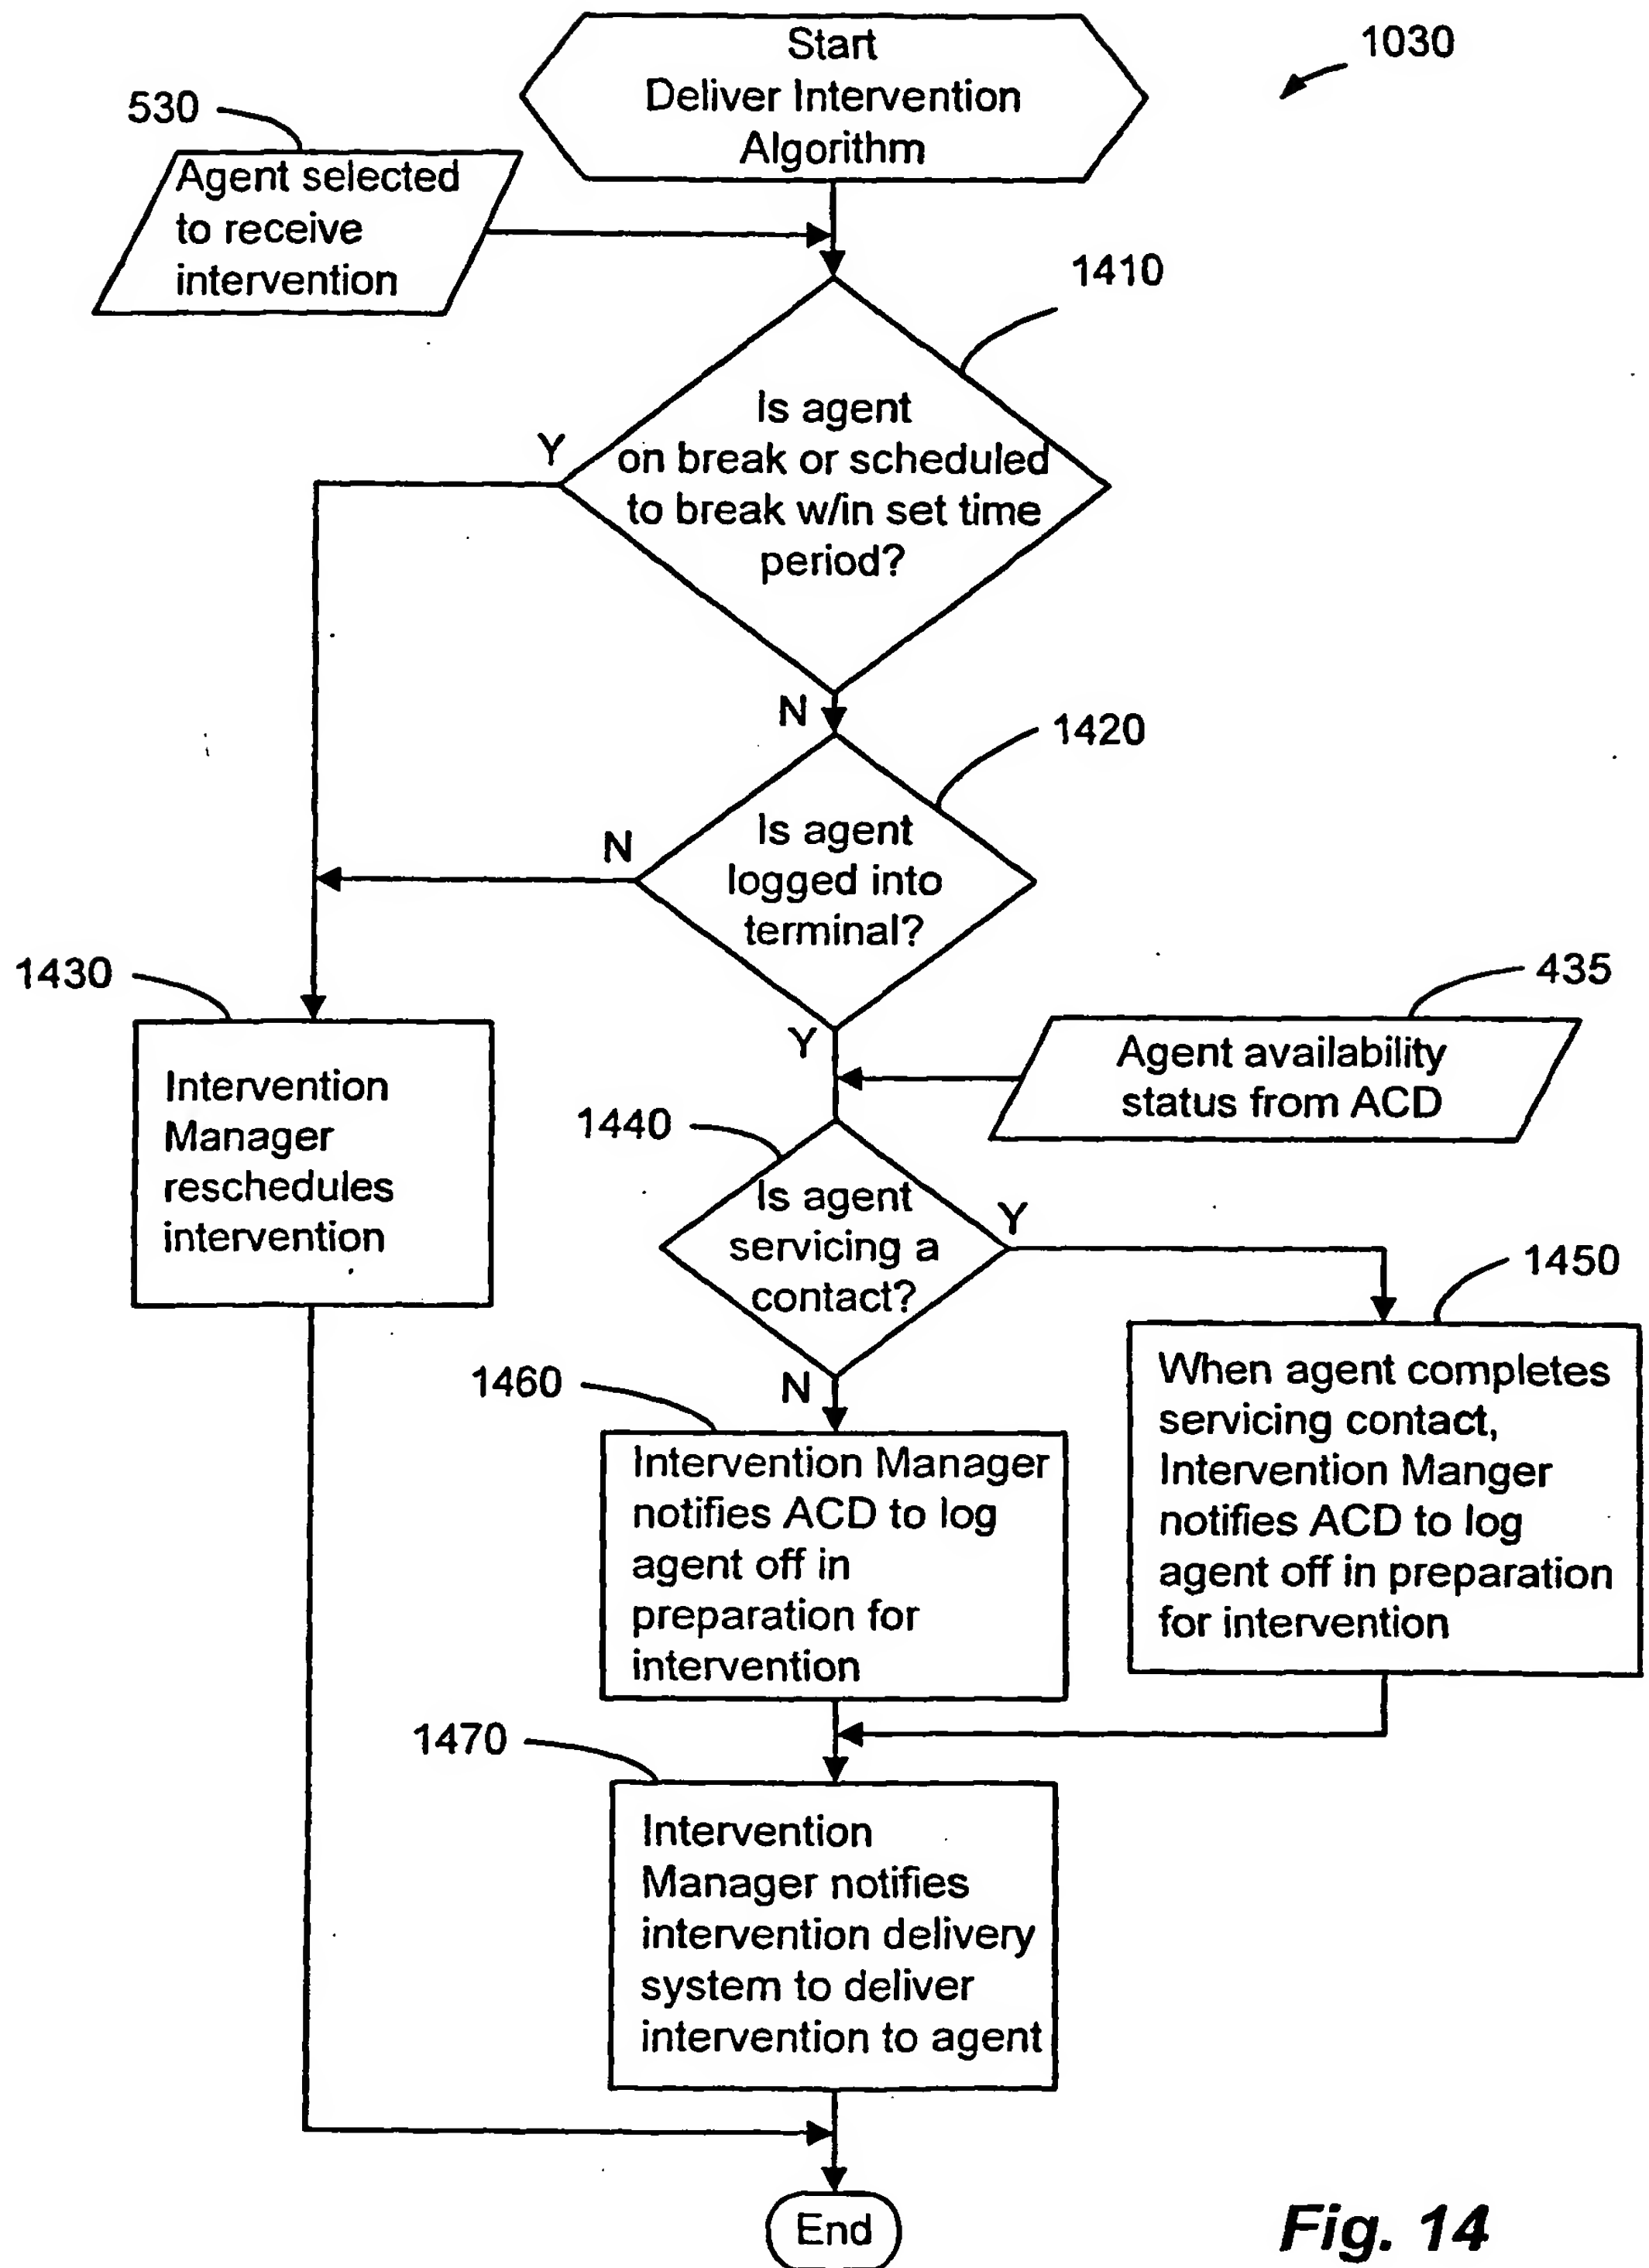 Start
Deliver Intervention
Algorithm
1030
530
Agent selected
to receive
intervention
1410
Is agent
on break or scheduled
to break w/in set time
period?
Y
N
1420
Is agent
logged into
terminal?
N
Y
1430
Intervention
Manager
reschedules
intervention
435
Agent availability
status from ACD
1440
Is agent
servicing a
contact?
Y
N
1450
When agent completes
servicing contact,
Intervention Manger
notifies ACD to log
agent off in preparation
for intervention
1460
Intervention Manager
notifies ACD to log
agent off in
preparation for
intervention
1470
Intervention
Manager notifies
intervention delivery
system to deliver
intervention to agent
End
Fig. 14